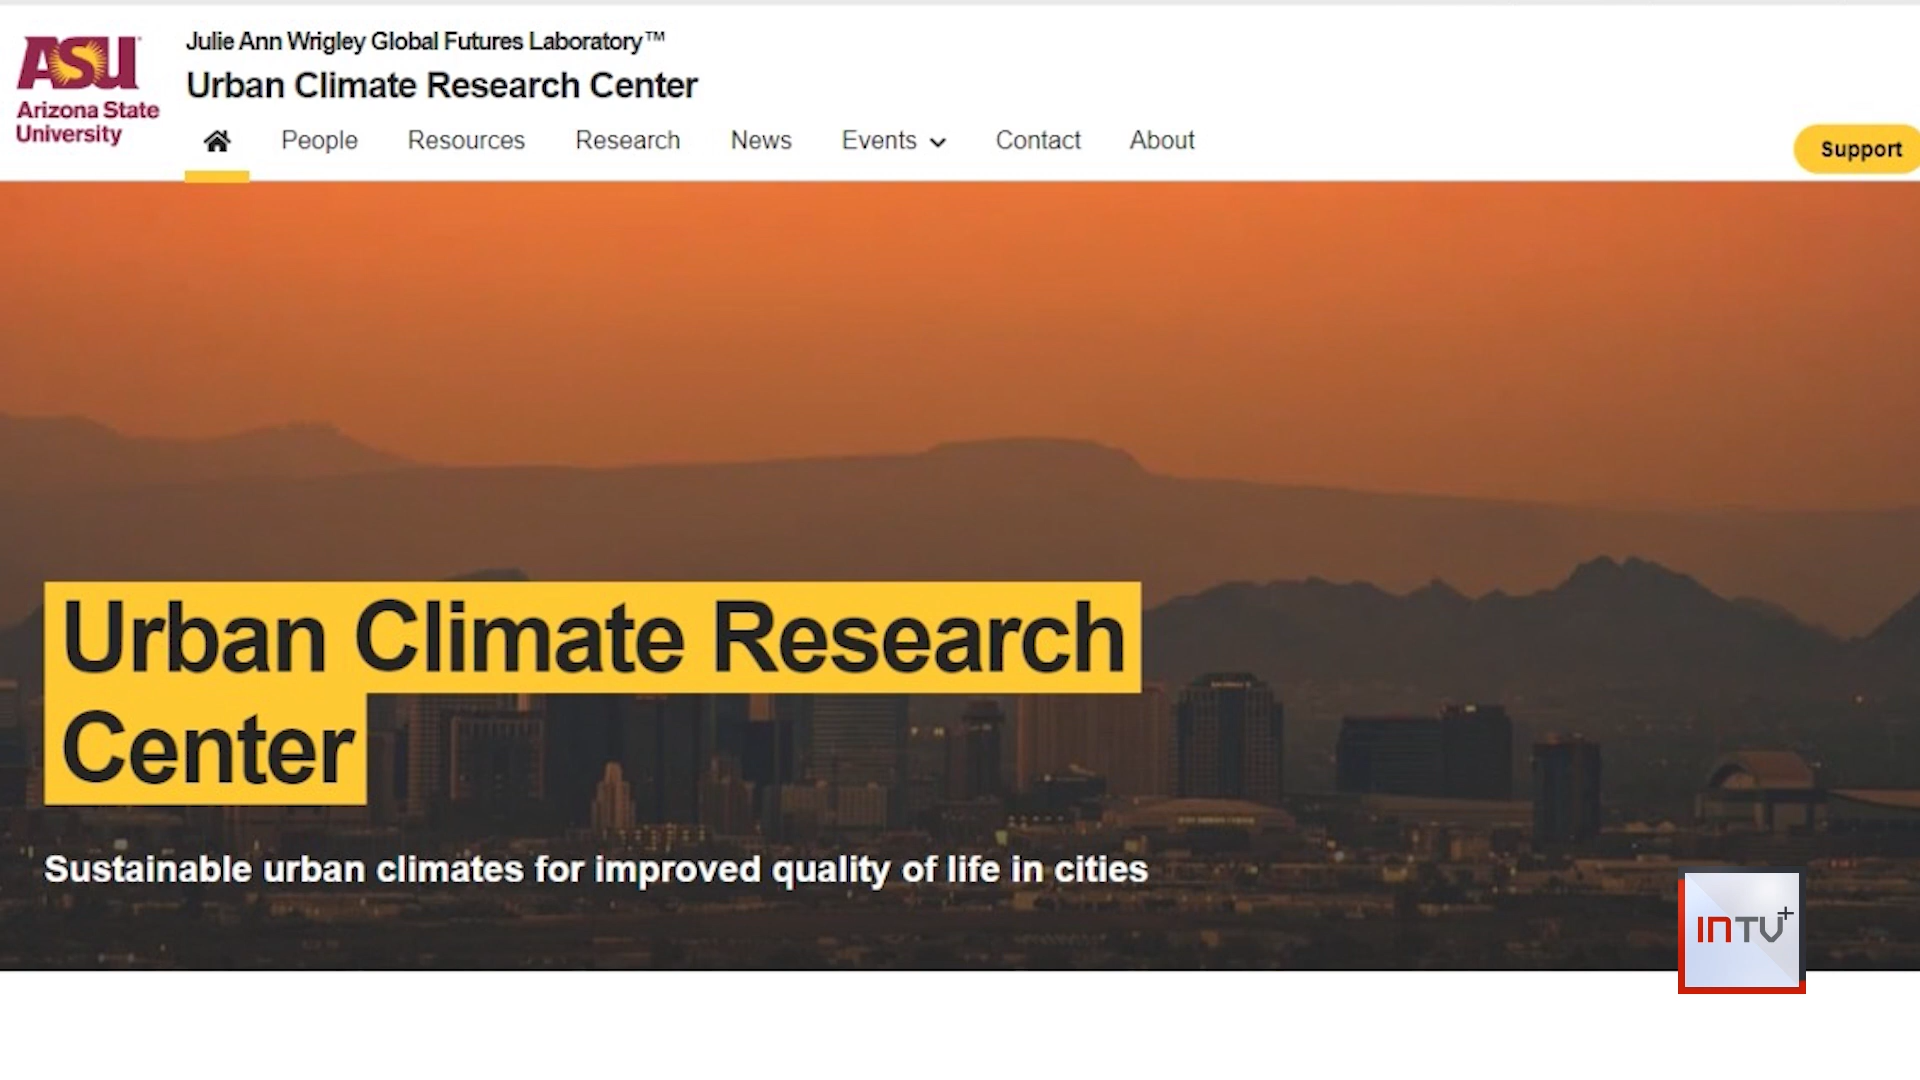 ASU
Arizona State
University
Julie Ann Wrigley Global Futures Laboratory™
Urban Climate Research Center
People Resources Research News Events Contact About
Support
Urban Climate Research
Center
Sustainable urban climates for improved quality of life in cities
INTV+